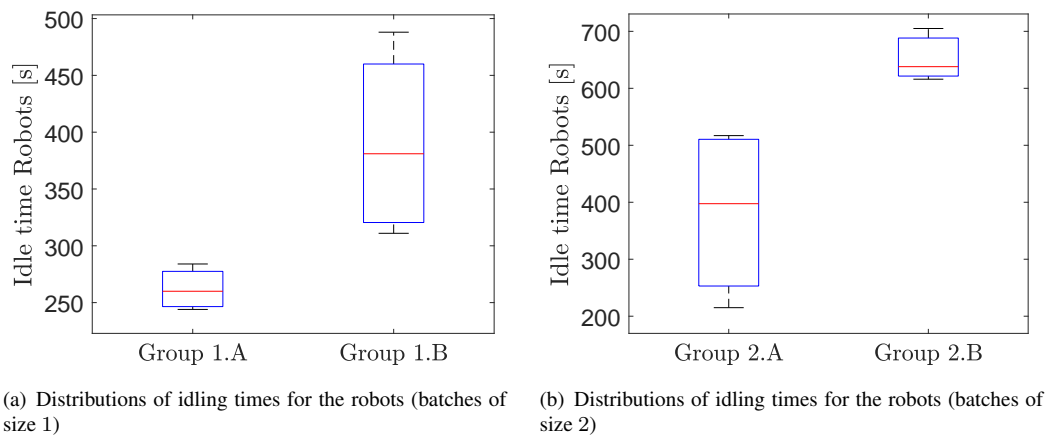 500
450
400
350
300
250
Idle time Robots [s]
Group 1.A
Group 1.B
(a) Distributions of idling times for the robots (batches of
size 1)
700
600
500
400
300
200
Idle time Robots [s]
Group 2.A
Group 2.B
(b) Distributions of idling times for the robots (batches of
size 2)